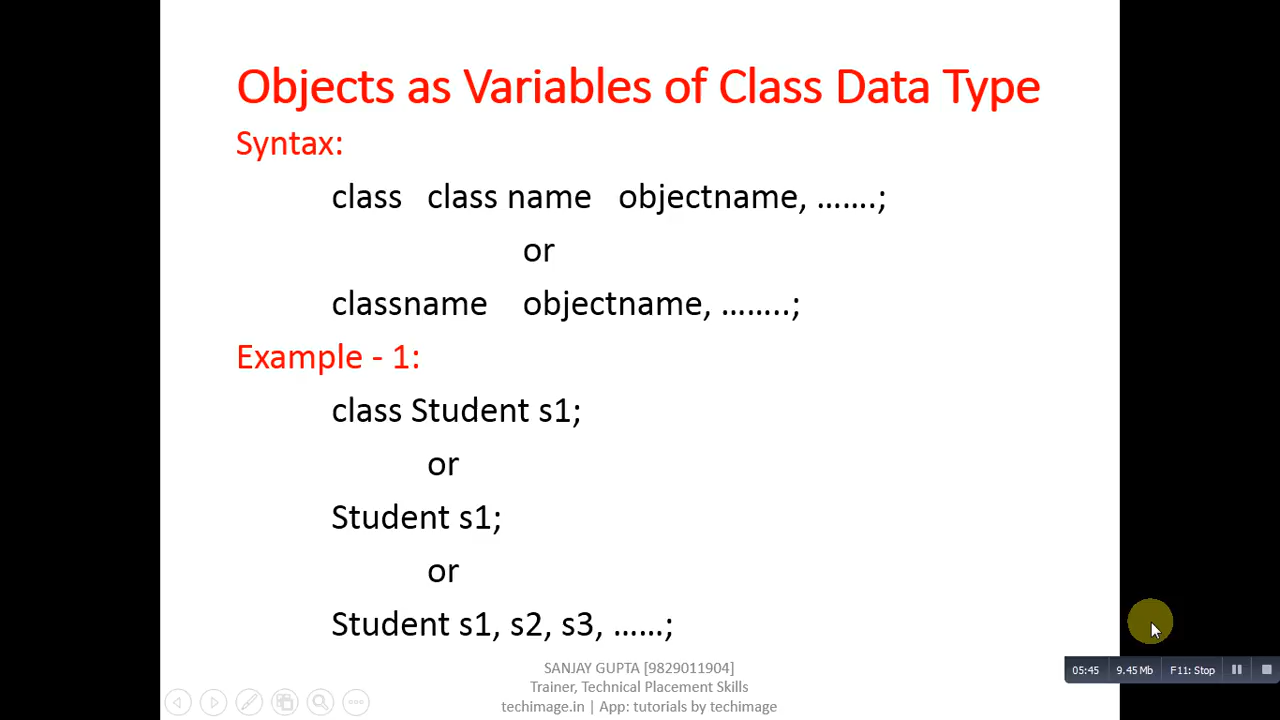 Objects as Variables of Class Data Type
Syntax:
class class name objectname, …….;
or
classname objectname, ……..;
Example - 1:
class Student s1;
or
Student s1;
or
Student s1, s2, s3, ……;
SANJAY GUPTA [9829011904]
Trainer, Technical Placement Skills
techimage.in | App: tutorials by techimage
05:45 9.45 Mb F11: Stop